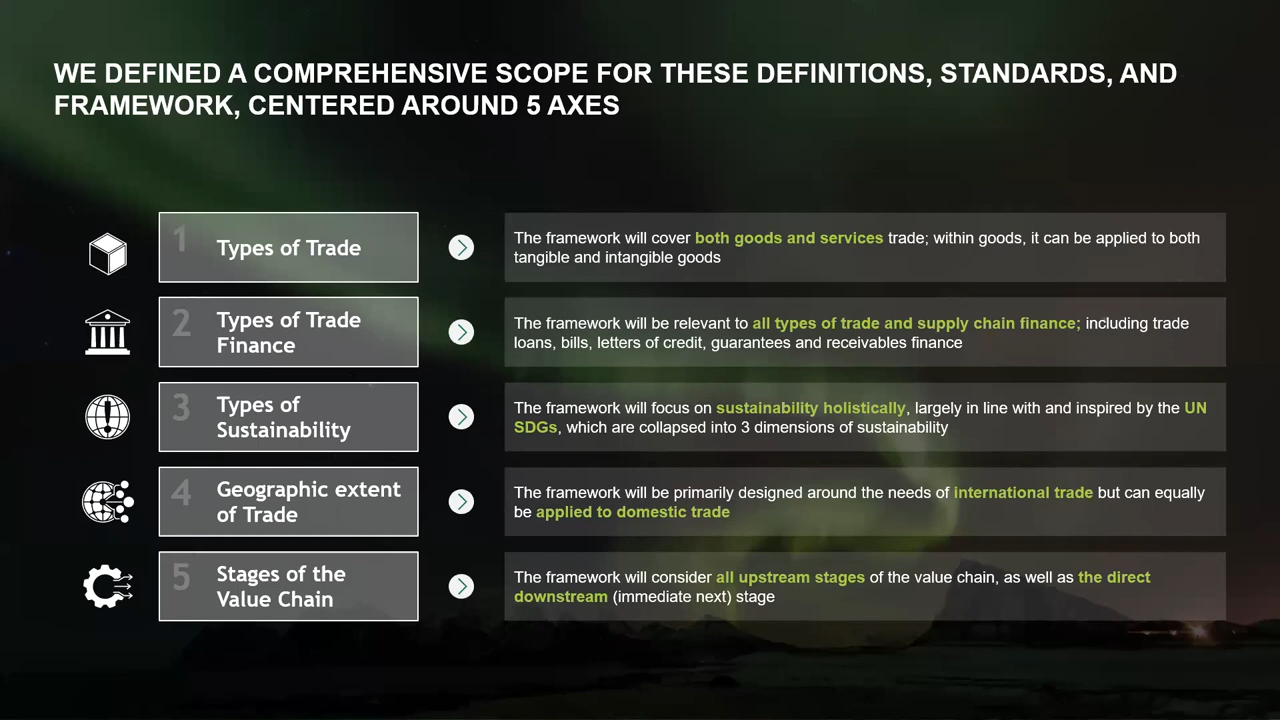 WE DEFINED A COMPREHENSIVE SCOPE FOR THESE DEFINITIONS, STANDARDS, AND
FRAMEWORK, CENTERED AROUND 5 AXES
1
Types of Trade
The framework will cover both goods and services trade; within goods, it can be applied to both
tangible and intangible goods
2
Types of Trade
Finance
The framework will be relevant to all types of trade and supply chain finance; including trade
loans, bills, letters of credit, guarantees and receivables finance
3
Types of
Sustainability
The framework will focus on sustainability holistically, largely in line with and inspired by the UN
SDGs, which are collapsed into 3 dimensions of sustainability
4
Geographic extent
of Trade
The framework will be primarily designed around the needs of international trade but can equally
be applied to domestic trade
5
Stages of the
Value Chain
The framework will consider all upstream stages of the value chain, as well as the direct
downstream (immediate next) stage